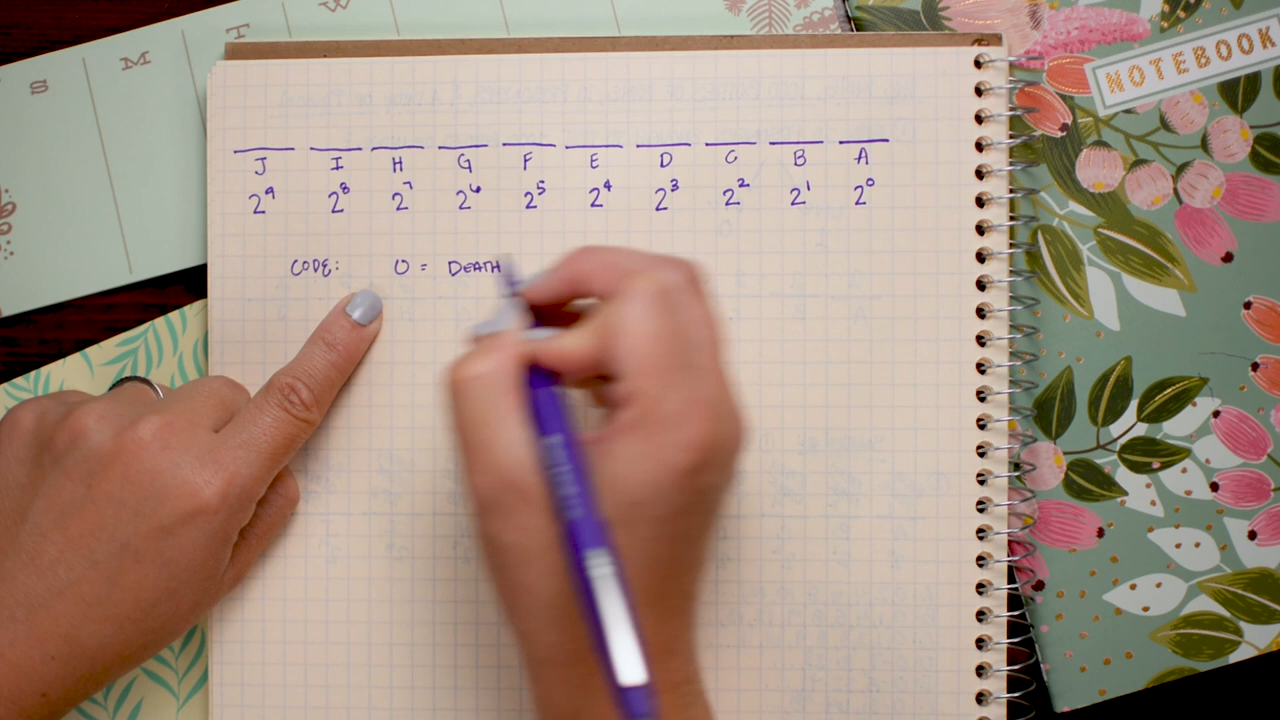 S M T W
NOTEBOOK
J I H G F E D C B A
2⁹ 2⁸ 2⁷ 2⁶ 2⁵ 2⁴ 2³ 2² 2¹ 2⁰
CODE: 0 = DEATH